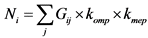 N_i = \sum_j G_{ij} \times k_{omp} \times k_{mep}